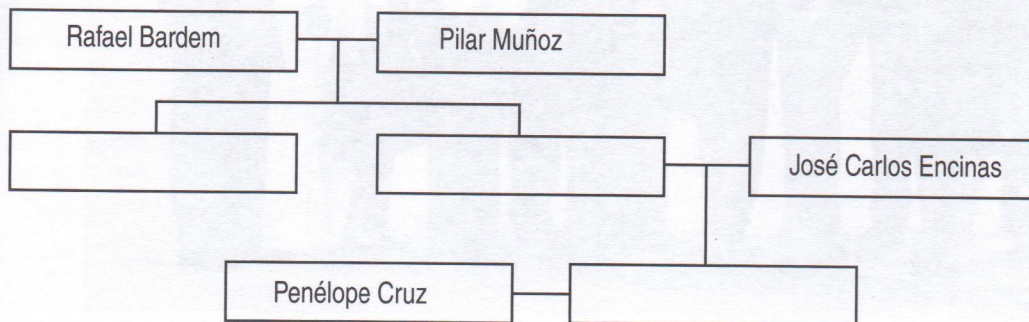 Rafael Bardem
Pilar Muñoz
José Carlos Encinas
Penélope Cruz